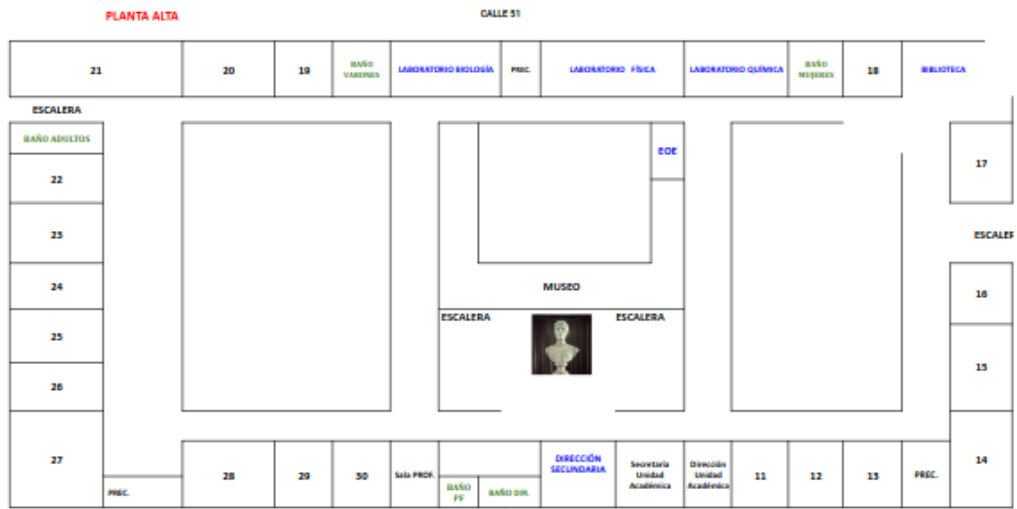 PLANTA ALTA
CALLE 51
21
20
19
BAÑO
VARONES
LABORATORIO BIOLOGÍA
PREC.
LABORATORIO FÍSICA
LABORATORIO QUÍMICA
BAÑO
MUJERES
18
BIBLIOTECA
ESCALERA
BAÑO ADULTOS
EOE
17
22
23
ESCALER
24
MUSEO
16
ESCALERA
ESCALERA
25
15
26
27
28
29
30
Sala PROF.
BAÑO
PF
BAÑO DIR.
DIRECCIÓN
SECUNDARIA
Secretaría
Unidad
Académica
Dirección
Unidad
Académica
11
12
13
PREC.
14
PREC.